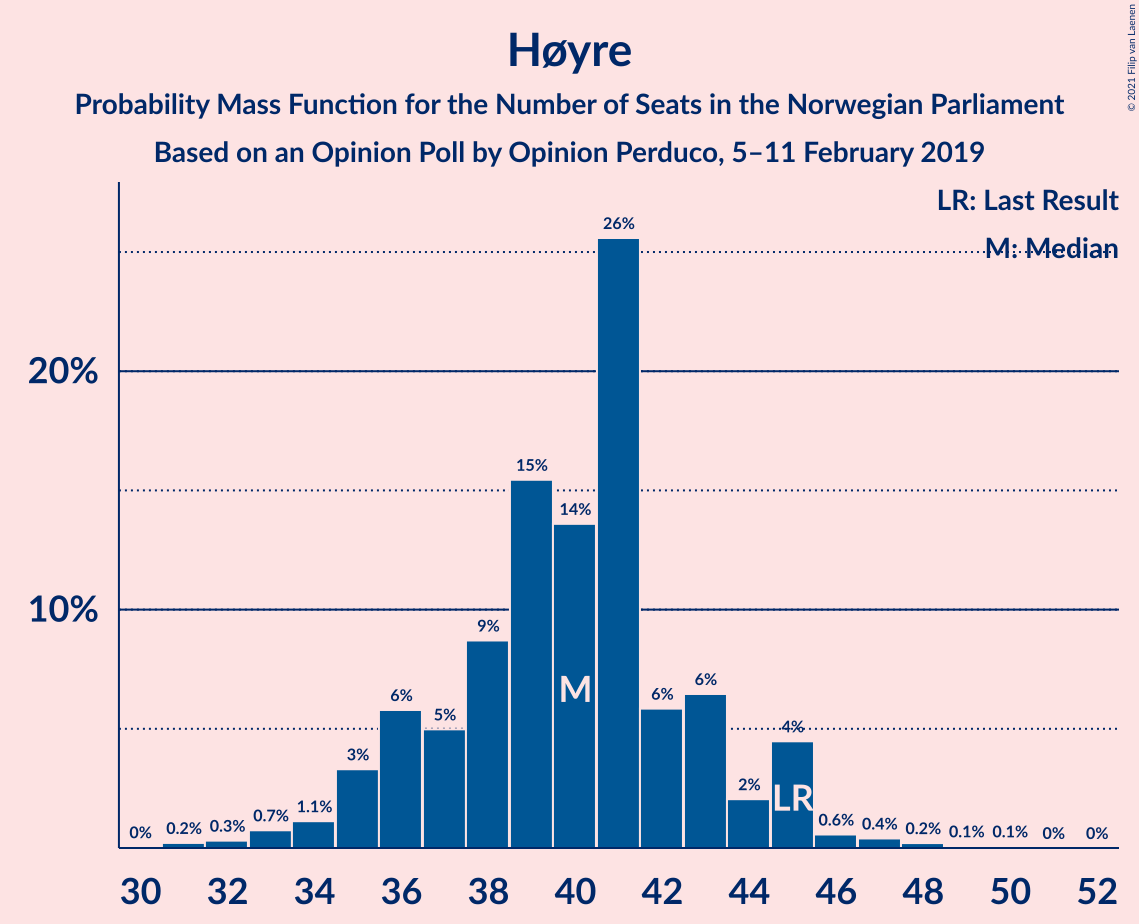 Høyre
Probability Mass Function for the Number of Seats in the Norwegian Parliament
Based on an Opinion Poll by Opinion Perduco, 5–11 February 2019
© 2021 Filip van Laenen
LR: Last Result
M: Median
20%
10%
0%
0.2%
0.3%
0.7%
1.1%
3%
6%
5%
9%
15%
14%
26%
6%
6%
2%
4%
0.6%
0.4%
0.2%
0.1%
0.1%
0%
0%
M
LR
30 32 34 36 38 40 42 44 46 48 50 52